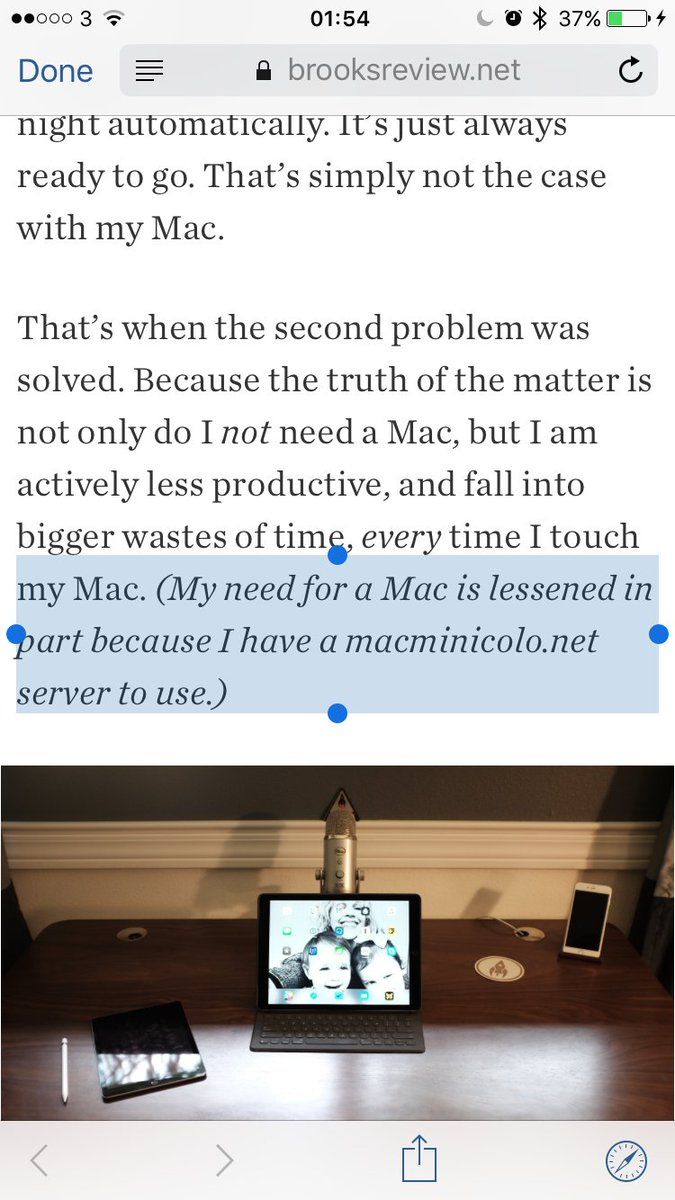 3 01:54 37%
Done brooksreview.net
night automatically. It’s just always
ready to go. That’s simply not the case
with my Mac.
That’s when the second problem was
solved. Because the truth of the matter is
not only do I not need a Mac, but I am
actively less productive, and fall into
bigger wastes of time, every time I touch
my Mac. (My need for a Mac is lessened in
part because I have a macminicolo.net
server to use.)